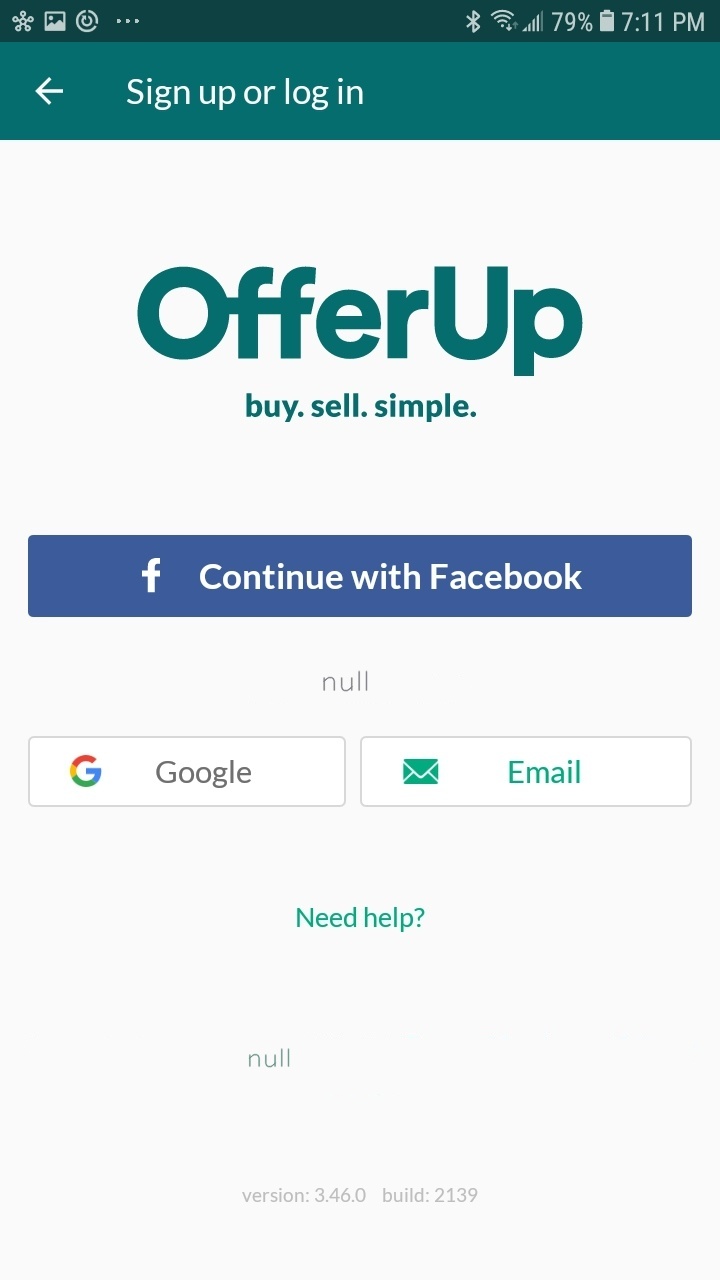 79% 7:11 PM
Sign up or log in
OfferUp
buy. sell. simple.
Continue with Facebook
null
Google Email
Need help?
null
version: 3.46.0 build: 2139